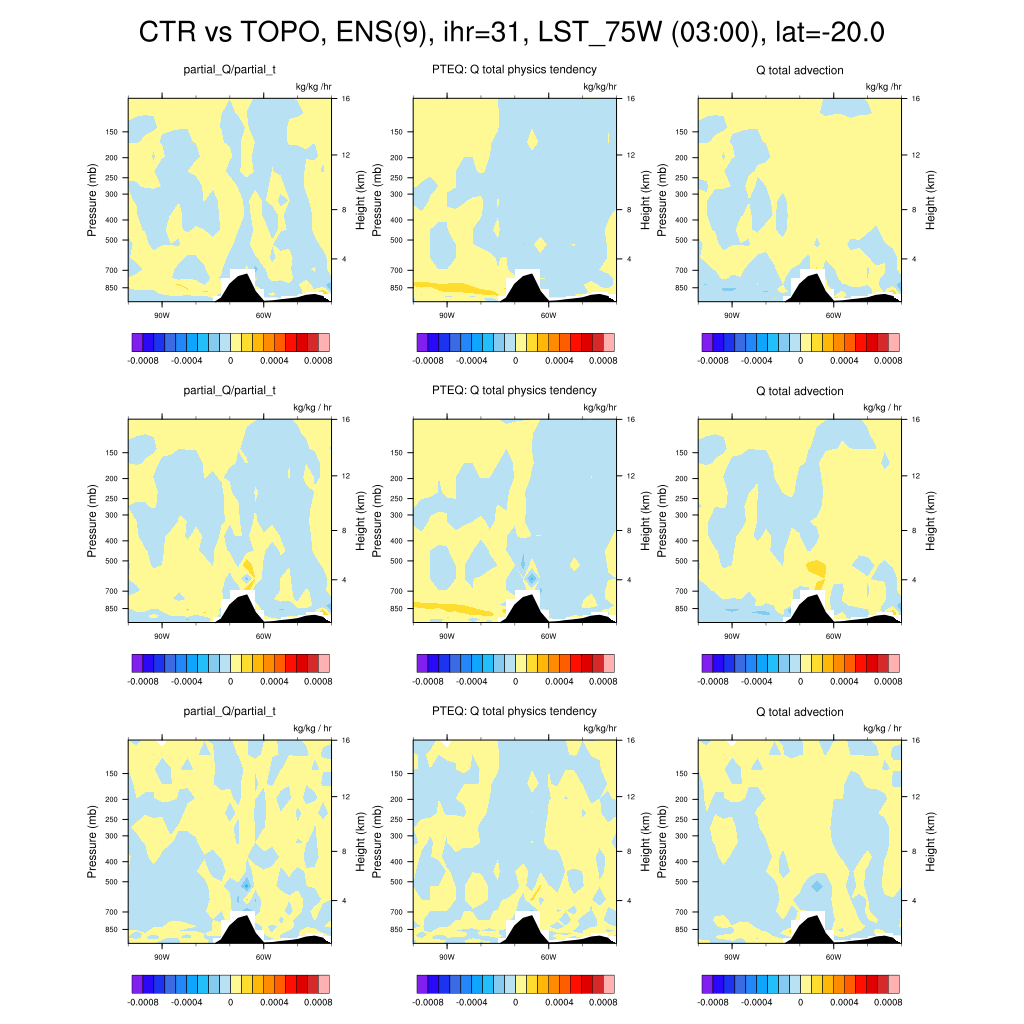 CTR vs TOPO, ENS(9), ihr=31, LST_75W (03:00), lat=-20.0
partial_Q/partial_t
kg/kg /hr
Pressure (mb)
150
200
250
300
400
500
700
850
16
12
8
4
Height (km)
90W
60W
-0.0008 -0.0004 0 0.0004 0.0008
PTEQ: Q total physics tendency
kg/kg/hr
Pressure (mb)
150
200
250
300
400
500
700
850
16
12
8
4
Height (km)
90W
60W
-0.0008 -0.0004 0 0.0004 0.0008
Q total advection
kg/kg /hr
Pressure (mb)
150
200
250
300
400
500
700
850
16
12
8
4
Height (km)
90W
60W
-0.0008 -0.0004 0 0.0004 0.0008
partial_Q/partial_t
kg/kg / hr
Pressure (mb)
150
200
250
300
400
500
700
850
16
12
8
4
Height (km)
90W
60W
-0.0008 -0.0004 0 0.0004 0.0008
PTEQ: Q total physics tendency
kg/kg/hr
Pressure (mb)
150
200
250
300
400
500
700
850
16
12
8
4
Height (km)
90W
60W
-0.0008 -0.0004 0 0.0004 0.0008
Q total advection
kg/kg / hr
Pressure (mb)
150
200
250
300
400
500
700
850
16
12
8
4
Height (km)
90W
60W
-0.0008 -0.0004 0 0.0004 0.0008
partial_Q/partial_t
kg/kg / hr
Pressure (mb)
150
200
250
300
400
500
700
850
16
12
8
4
Height (km)
90W
60W
-0.0008 -0.0004 0 0.0004 0.0008
PTEQ: Q total physics tendency
kg/kg/hr
Pressure (mb)
150
200
250
300
400
500
700
850
16
12
8
4
Height (km)
90W
60W
-0.0008 -0.0004 0 0.0004 0.0008
Q total advection
kg/kg / hr
Pressure (mb)
150
200
250
300
400
500
700
850
16
12
8
4
Height (km)
90W
60W
-0.0008 -0.0004 0 0.0004 0.0008